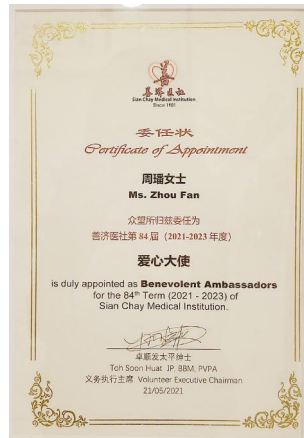 善济医社
Sian Chay Medical Institution
Since 1901
委任状
Certificate of Appointment
周璠女士
Ms. Zhou Fan
众望所归兹委任为
善济医社第84届（2021-2023 年度）
爱心大使
is duly appointed as Benevolent Ambassadors
for the 84th Term (2021 - 2023) of
Sian Chay Medical Institution.
卓顺发太平绅士
Toh Soon Huat JP, BBM, PVPA
义务执行主席 Volunteer Executive Chairman
21/05/2021